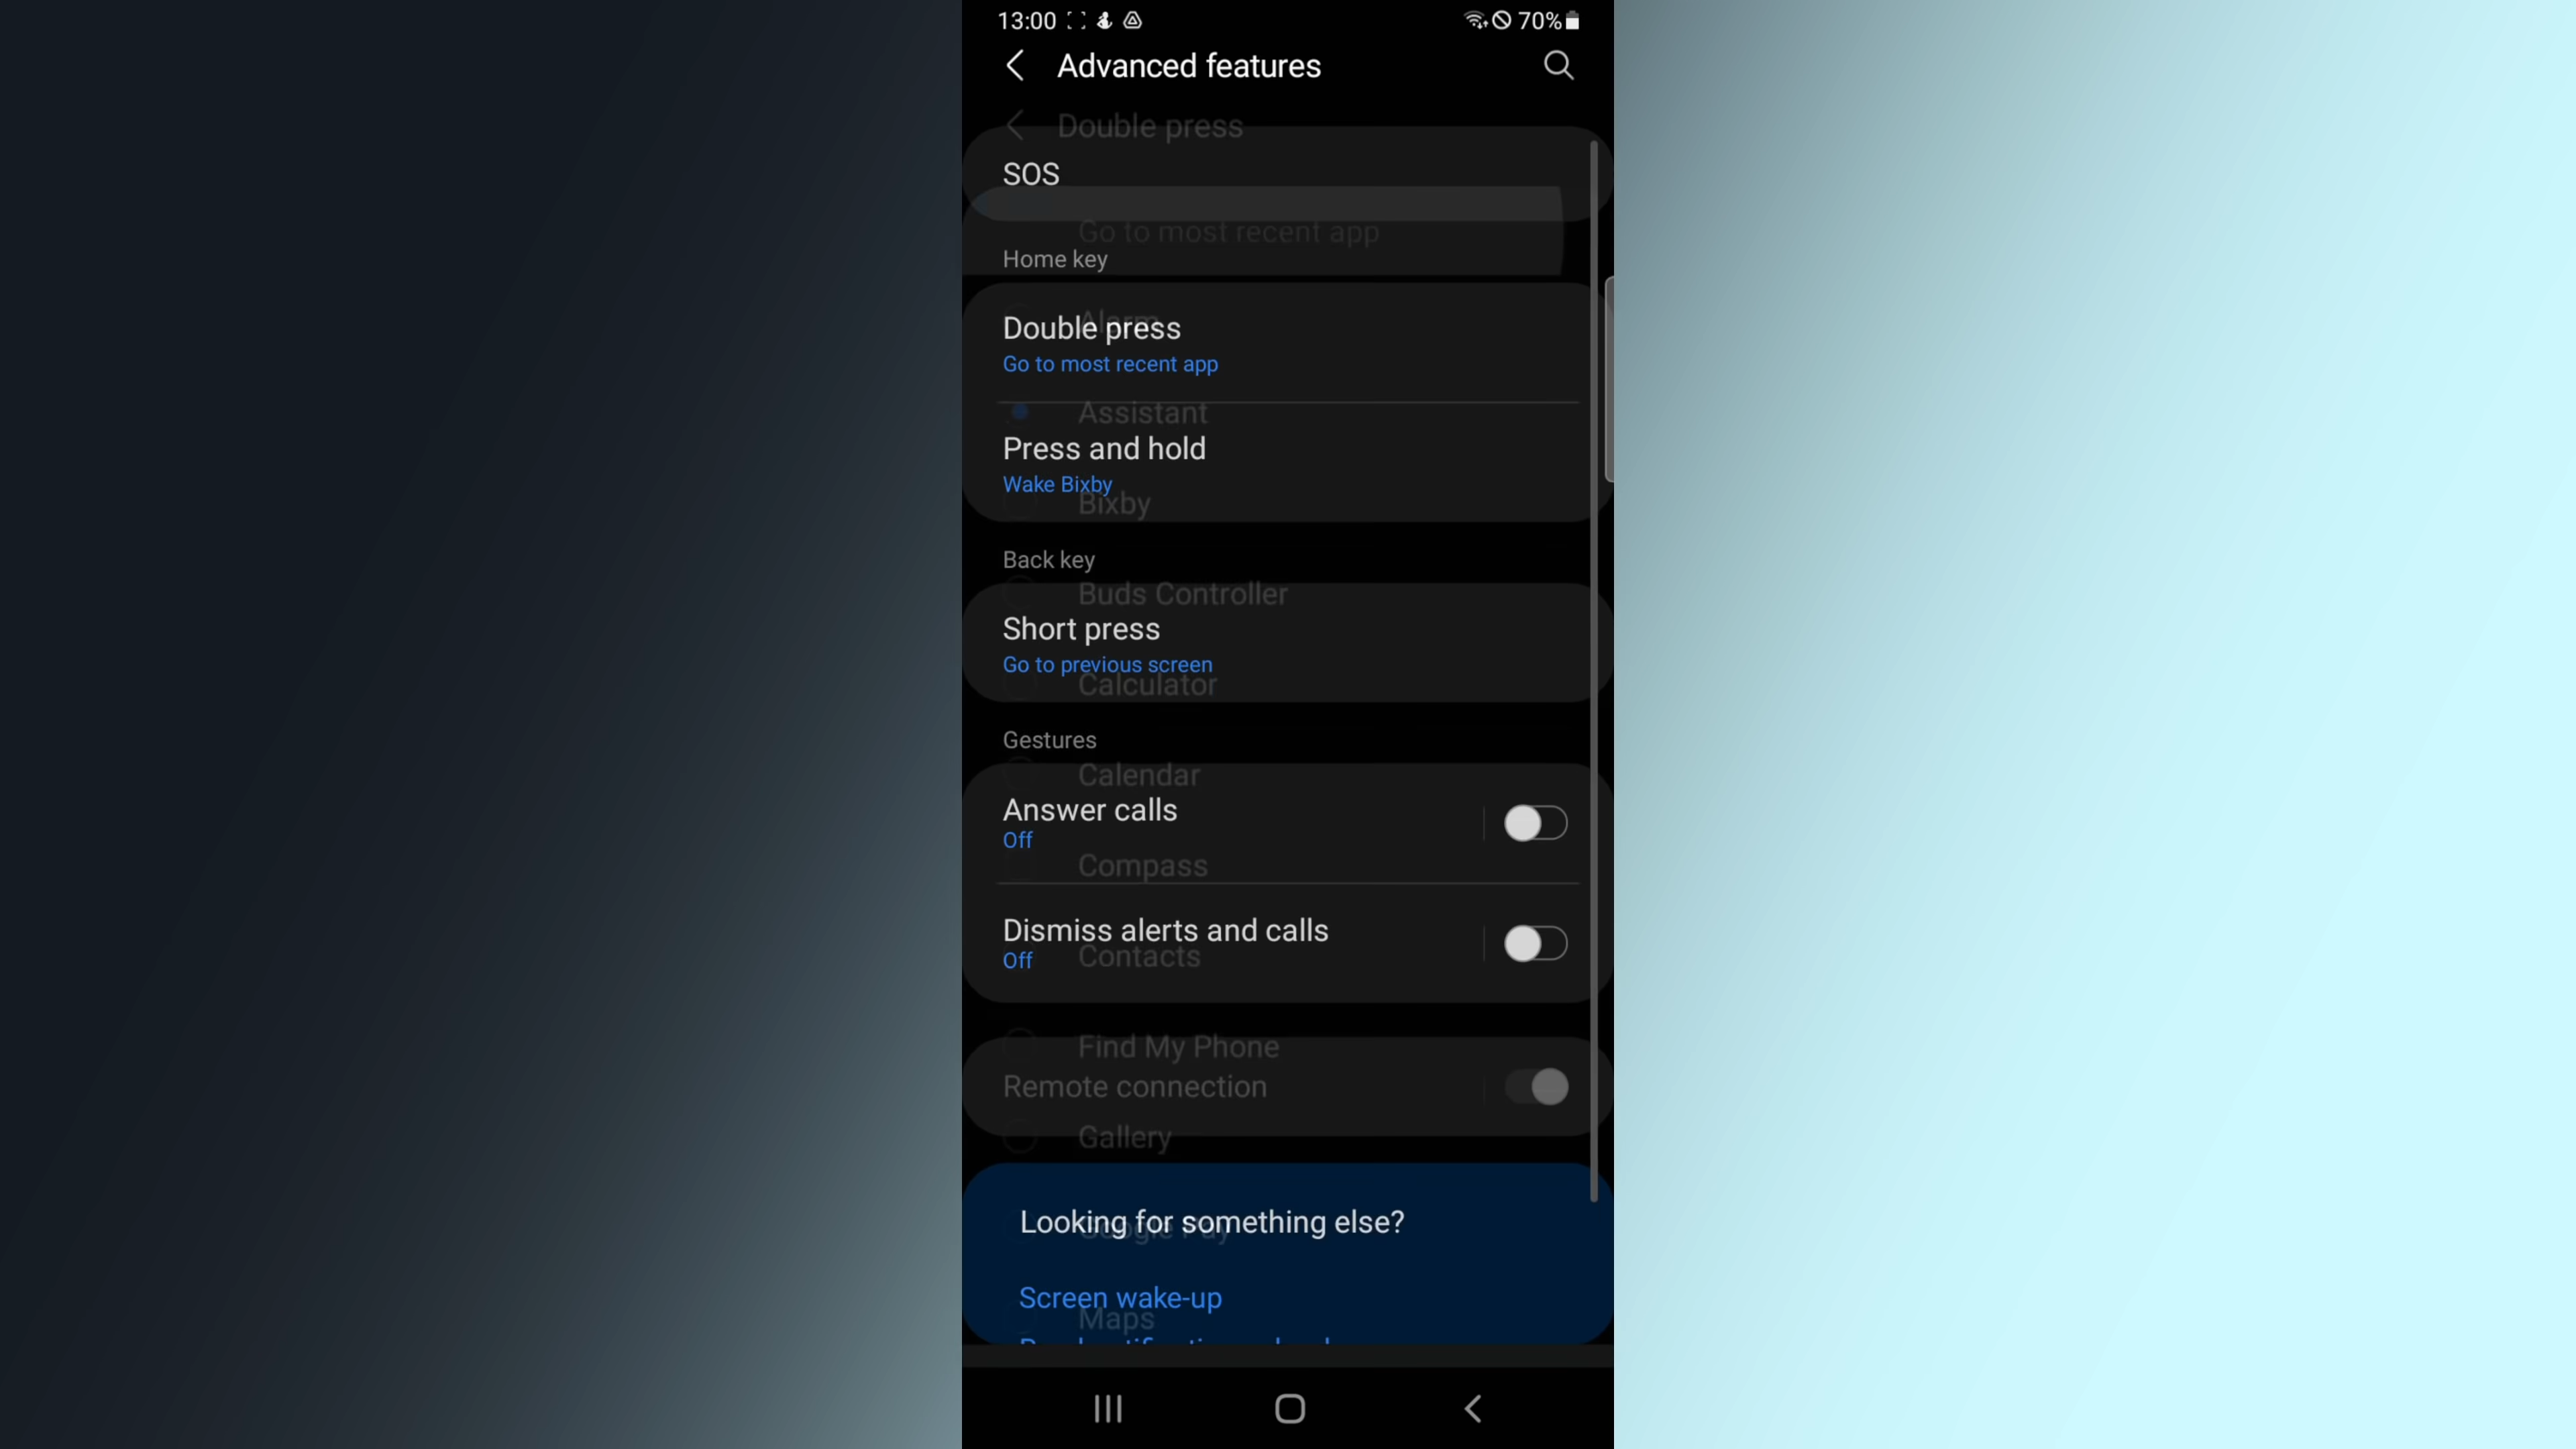 13:00
70%
Advanced features
Double press
SOS
Go to most recent app
Home key
Alarm
Double press
Go to most recent app
Assistant
Press and hold
Wake Bixby
Bixby
Back key
Buds Controller
Short press
Go to previous screen
Calculator
Gestures
Calendar
Answer calls
Off
Compass
Dismiss alerts and calls
Off
Contacts
Find My Phone
Remote connection
Gallery
Looking for something else?
Screen wake-up
Maps